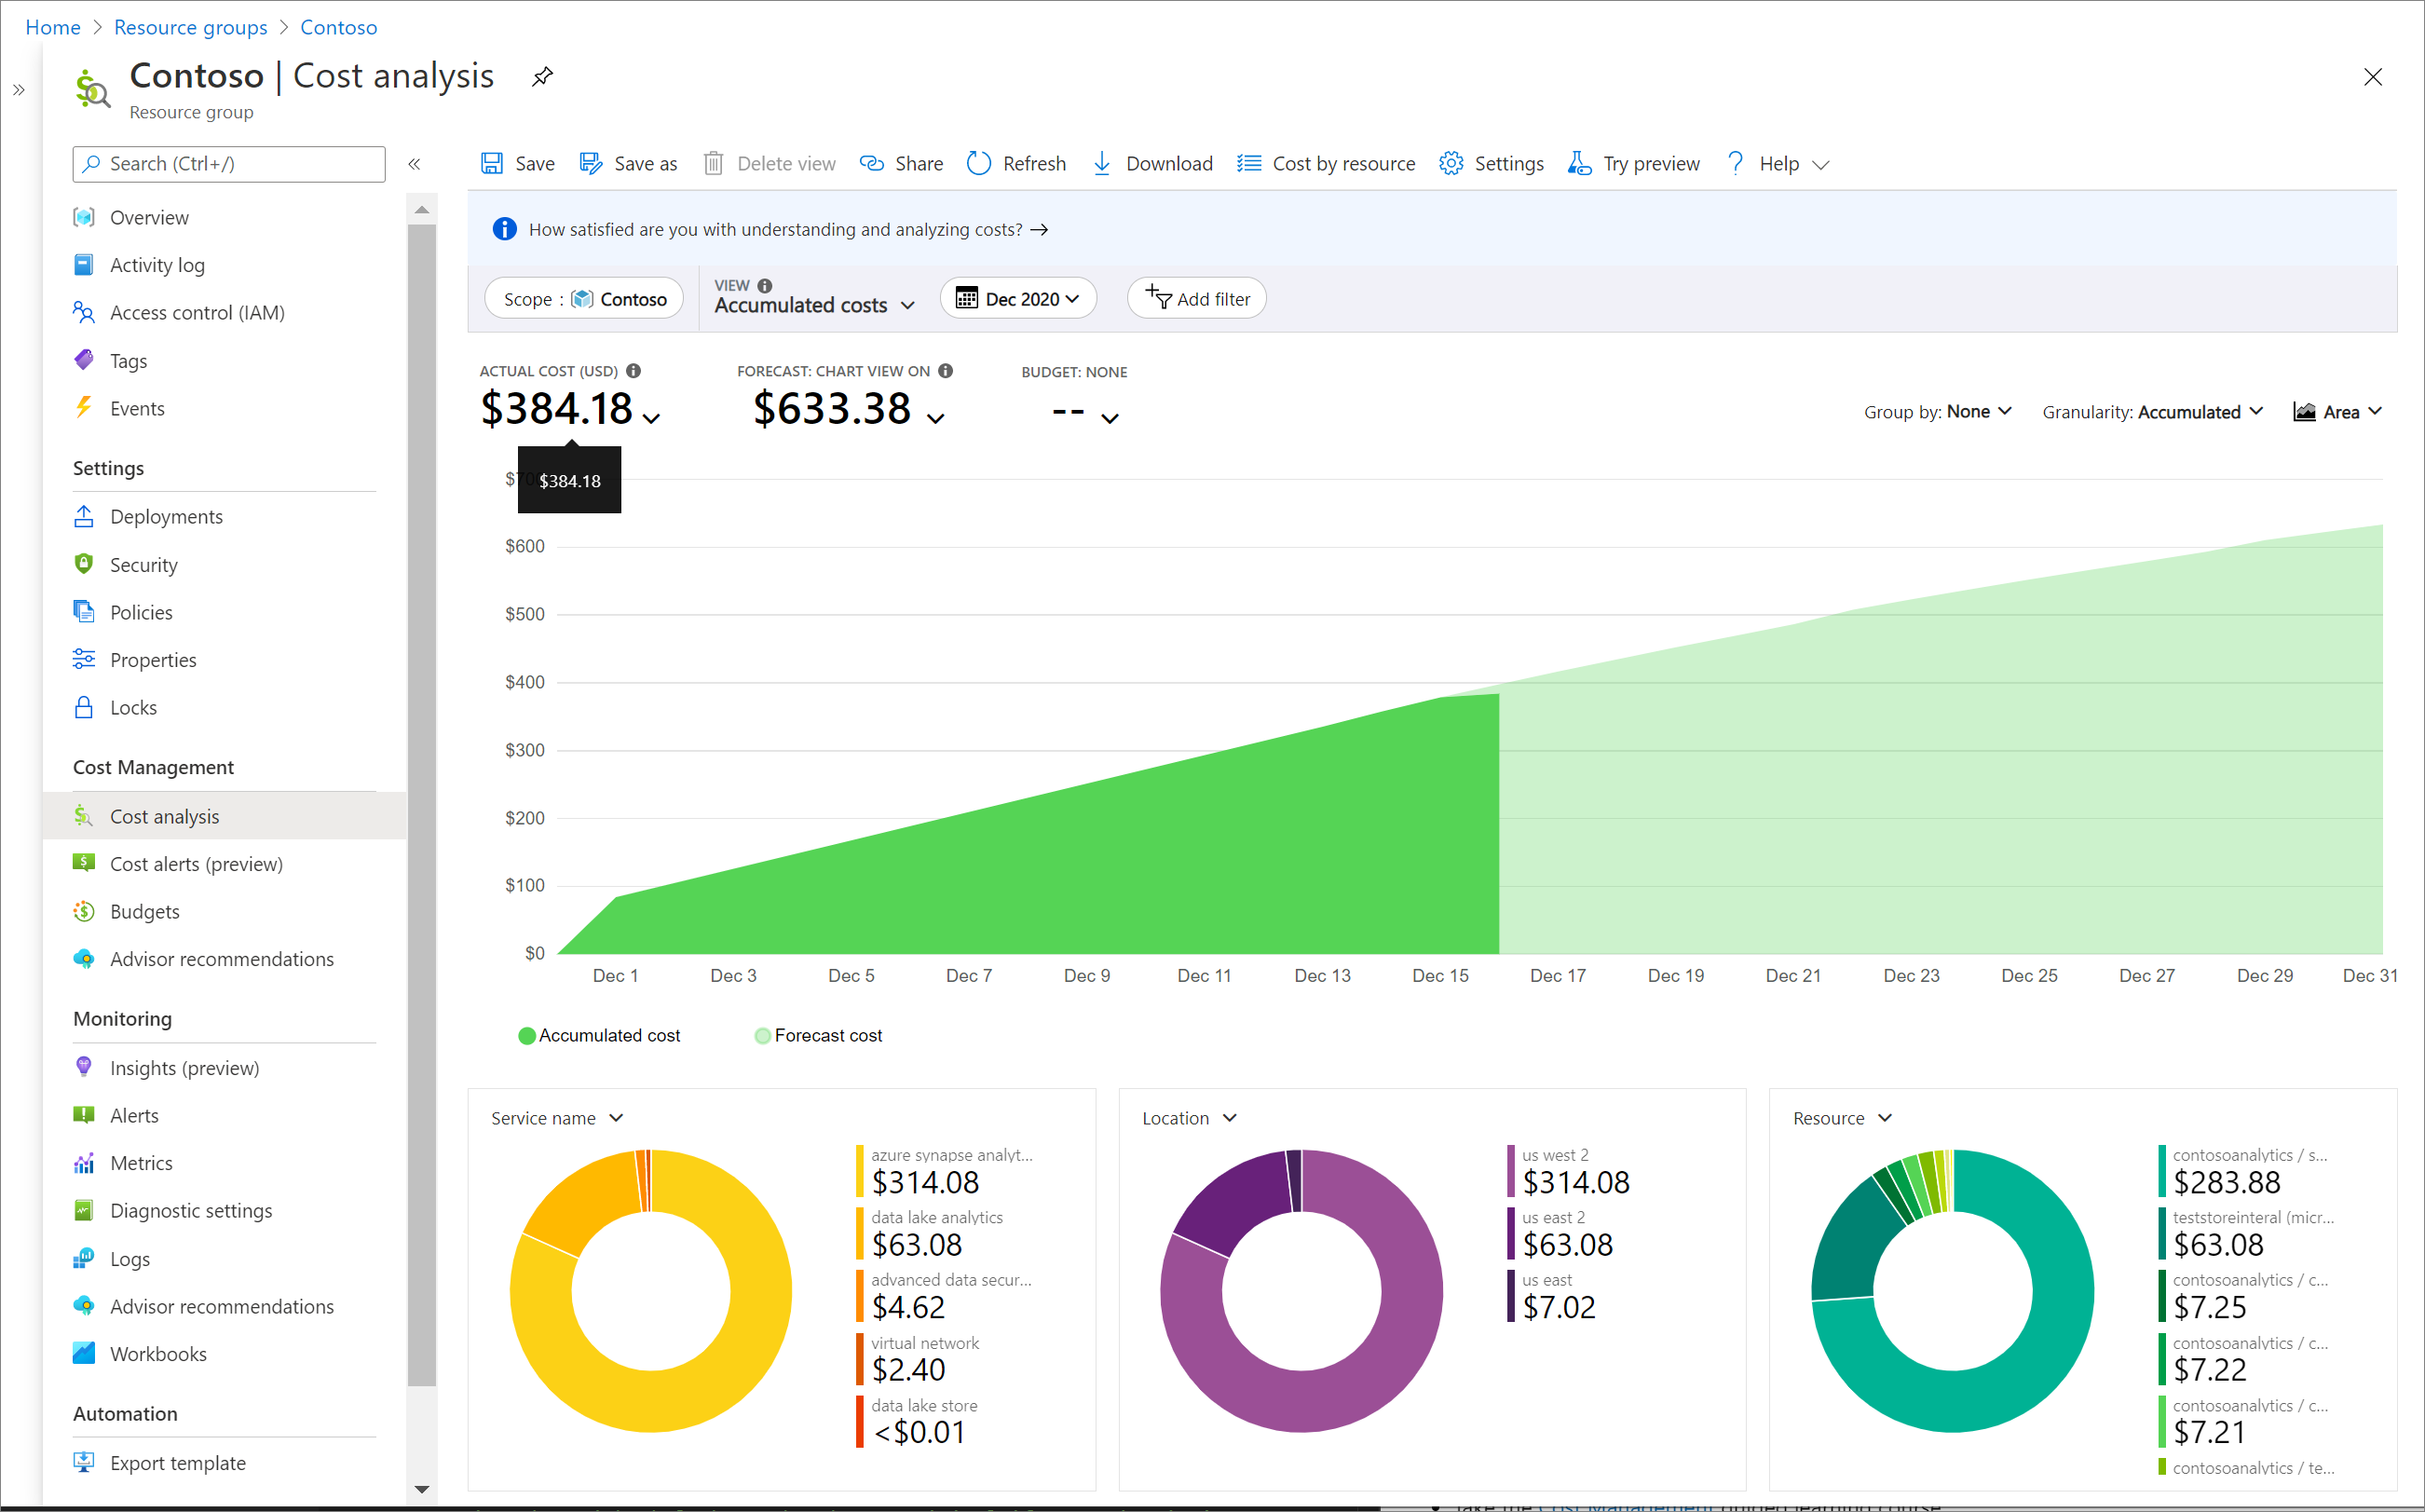 Home > Resource groups > Contoso
Contoso | Cost analysis
Resource group
Search (Ctrl+/)
Overview
Activity log
Access control (IAM)
Tags
Events
Settings
Deployments
Security
Policies
Properties
Locks
Cost Management
Cost analysis
Cost alerts (preview)
Budgets
Advisor recommendations
Monitoring
Insights (preview)
Alerts
Metrics
Diagnostic settings
Logs
Advisor recommendations
Workbooks
Automation
Export template
Save Save as Delete view Share Refresh Download Cost by resource Settings Try preview ? Help
How satisfied are you with understanding and analyzing costs? →
Scope : Contoso
VIEW
Accumulated costs
Dec 2020
Add filter
ACTUAL COST (USD)
$384.18
FORECAST: CHART VIEW ON
$633.38
BUDGET: NONE
--
Group by: None
Granularity: Accumulated
Area
$384.18
$600
$500
$400
$300
$200
$100
$0
Dec 1 Dec 3 Dec 5 Dec 7 Dec 9 Dec 11 Dec 13 Dec 15 Dec 17 Dec 19 Dec 21 Dec 23 Dec 25 Dec 27 Dec 29 Dec 31
Accumulated cost Forecast cost
Service name
azure synapse analyt...
$314.08
data lake analytics
$63.08
advanced data secur...
$4.62
virtual network
$2.40
data lake store
<$0.01
Location
us west 2
$314.08
us east 2
$63.08
us east
$7.02
Resource
contosoanalytics / s...
$283.88
teststoreinteral (micr...
$63.08
contosoanalytics / c...
$7.25
contosoanalytics / c...
$7.22
contosoanalytics / c...
$7.21
contosoanalytics / te...